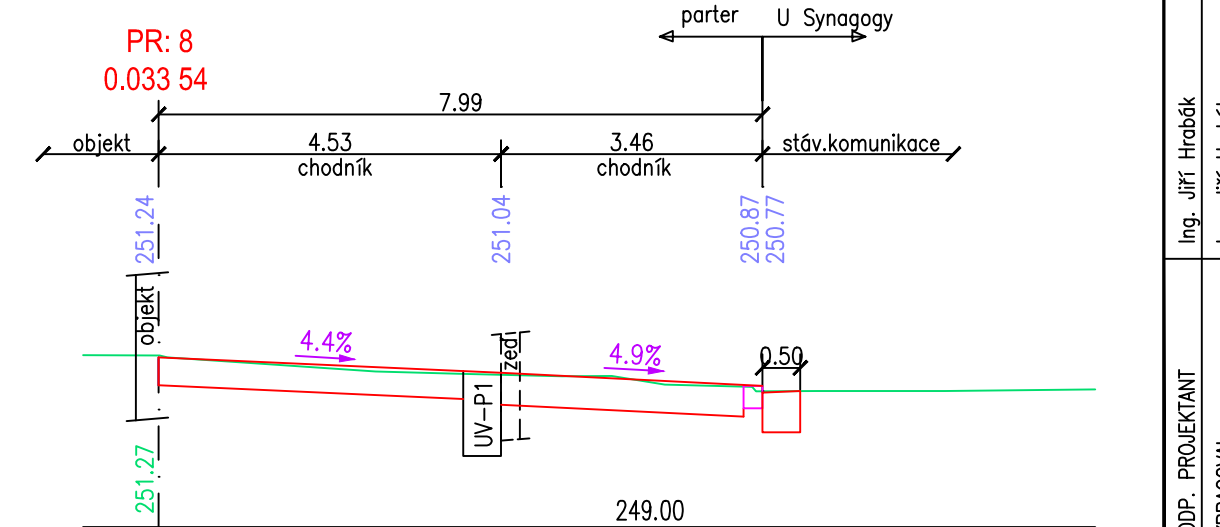 parter
U Synagogy
PR: 8
0.033 54
7.99
objekt
4.53
3.46
stáv.komunikace
chodník
chodník
251.24
251.04
250.87
250.77
objekt
4.4%
zedi
4.9%
0.50
UV-P1
251.27
249.00
Ing. Jiří Hrabák
PROJEKTANT